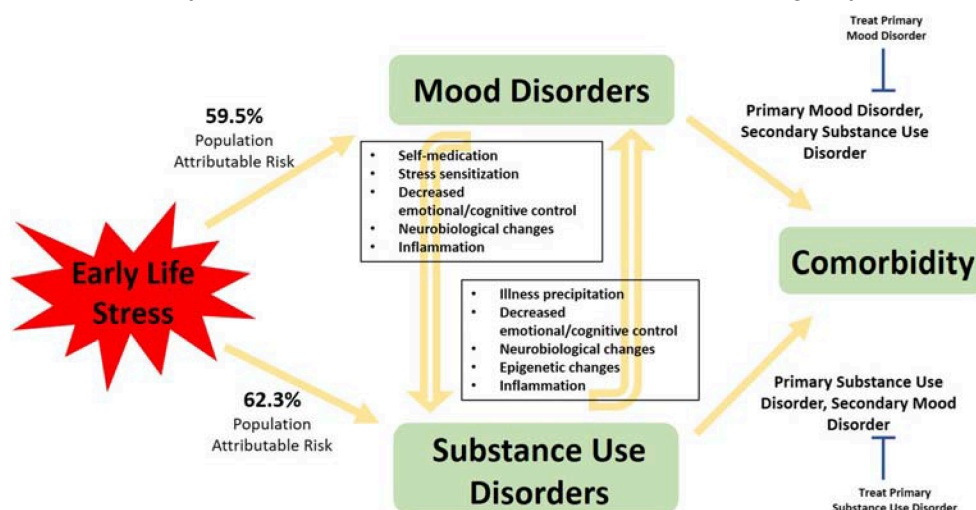 Treat Primary
Mood Disorder
Mood Disorders
Primary Mood Disorder,
Secondary Substance Use
Disorder
59.5%
Population
Attributable Risk
• Self-medication
• Stress sensitization
• Decreased
emotional/cognitive control
• Neurobiological changes
• Inflammation
Early Life
Stress
Comorbidity
• Illness precipitation
• Decreased
emotional/cognitive control
• Neurobiological changes
• Epigenetic changes
• Inflammation
62.3%
Population
Attributable Risk
Primary Substance Use
Disorder, Secondary Mood
Disorder
Substance Use
Disorders
Treat Primary
Substance Use Disorder